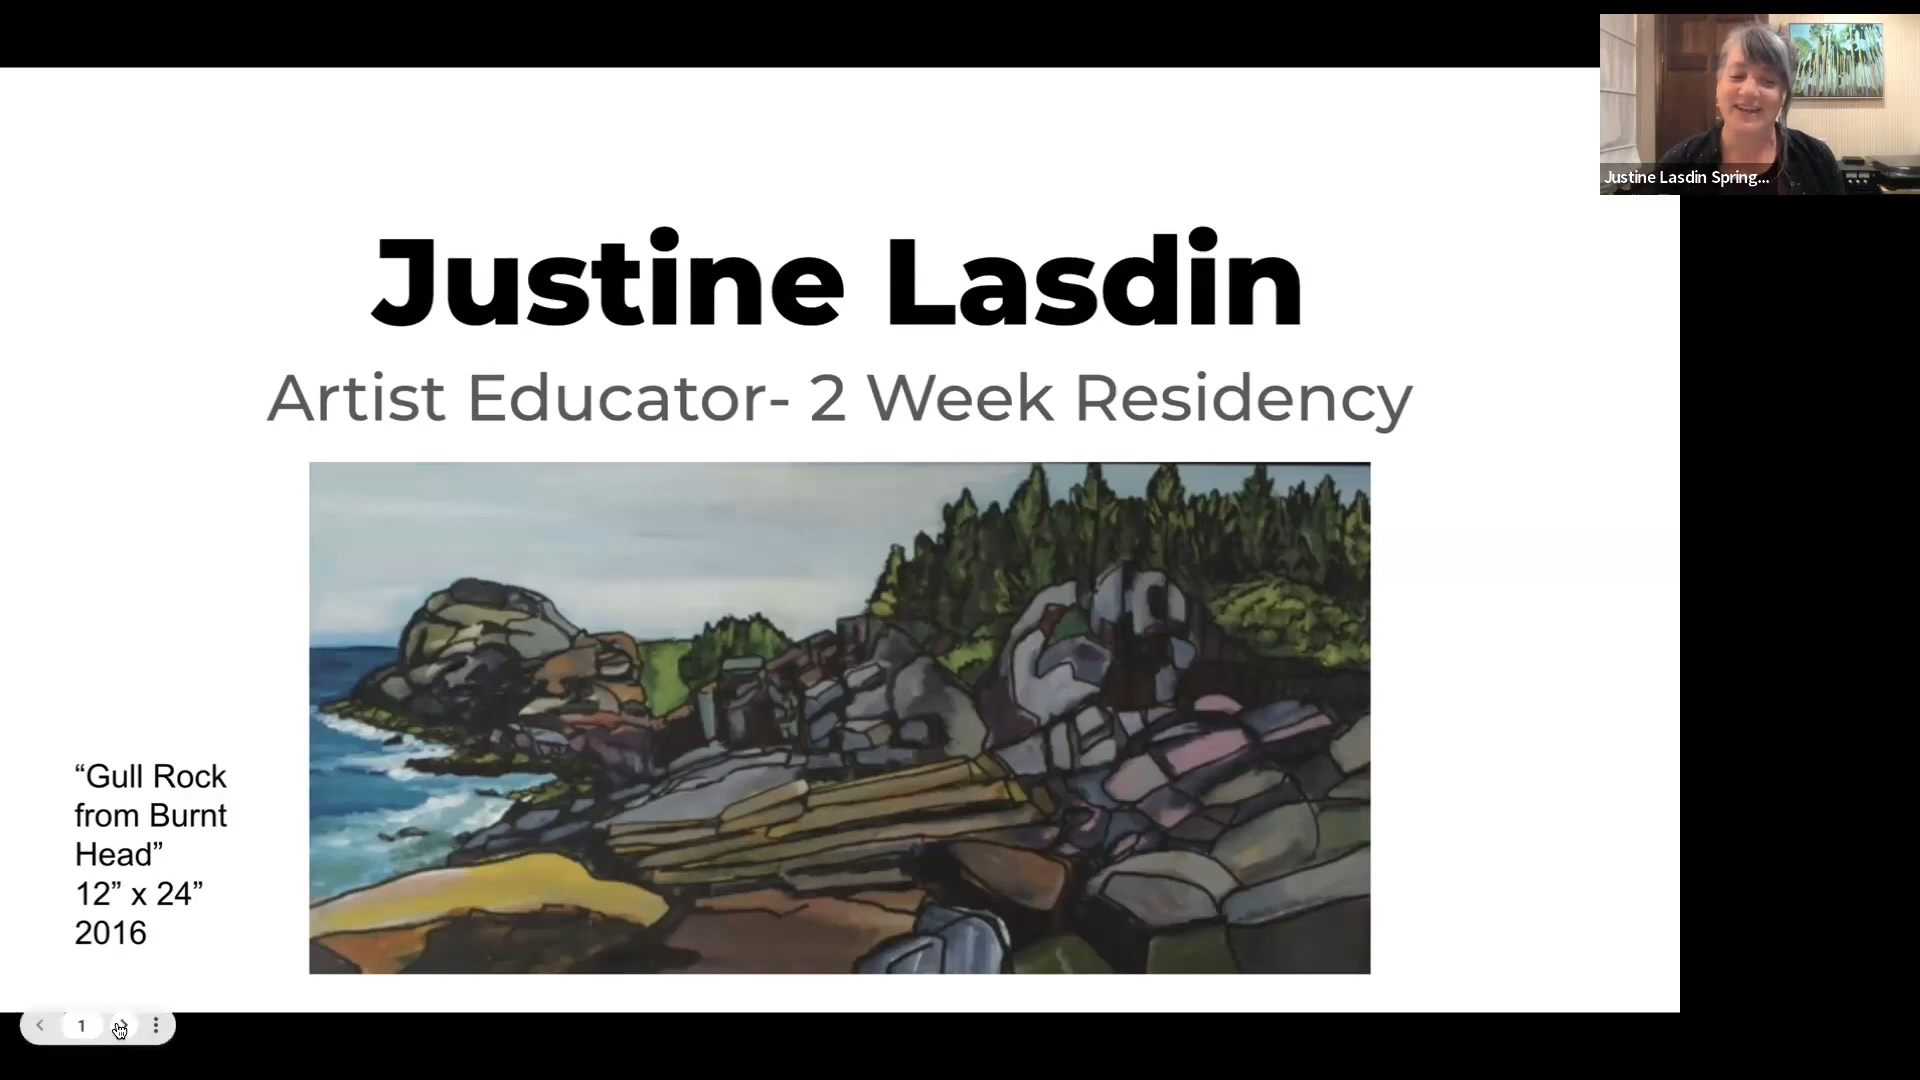 Justine Lasdin Spring...
Justine Lasdin
Artist Educator- 2 Week Residency
“Gull Rock
from Burnt
Head”
12” x 24”
2016
1